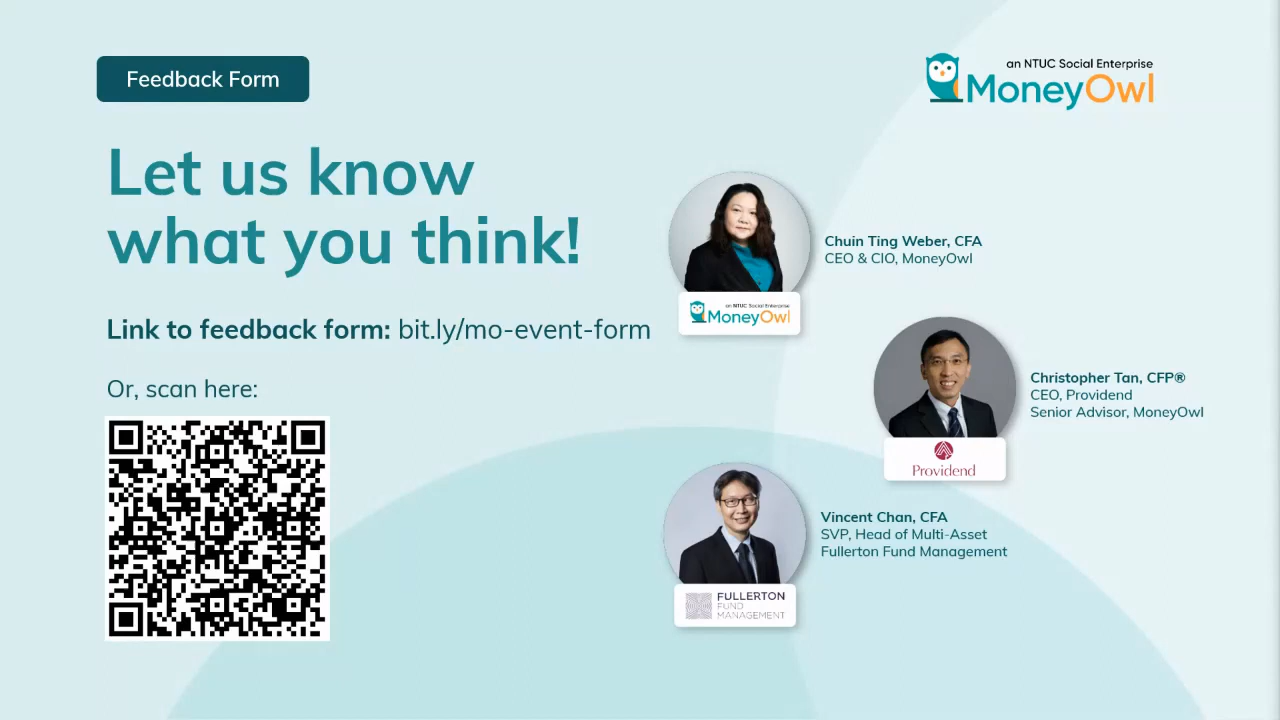 Feedback Form
an NTUC Social Enterprise
MoneyOwl
Let us know
what you think!
Link to feedback form: bit.ly/mo-event-form
Or, scan here:
Chuin Ting Weber, CFA
CEO & CIO, MoneyOwl
an NTUC Social Enterprise
MoneyOwl
Christopher Tan, CFP®
CEO, Providend
Senior Advisor, MoneyOwl
Providend
Vincent Chan, CFA
SVP, Head of Multi-Asset
Fullerton Fund Management
FULLERTON
FUND
MANAGEMENT